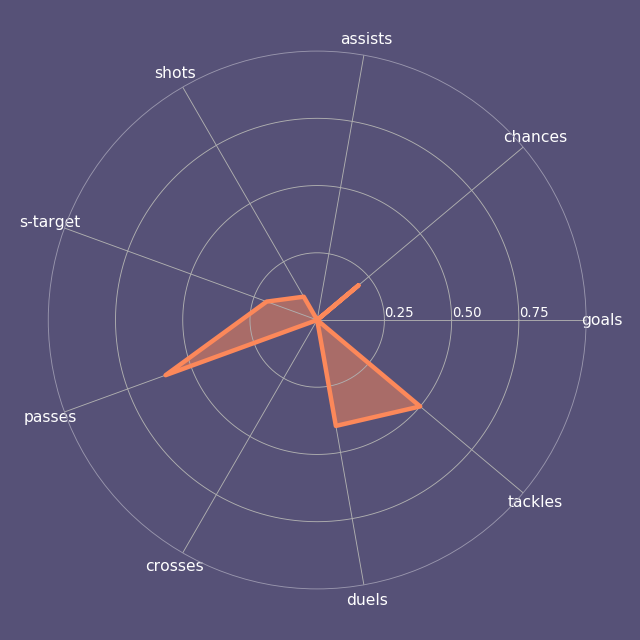 assists
shots
chances
s-target
0.25 0.50 0.75
goals
passes
tackles
crosses
duels